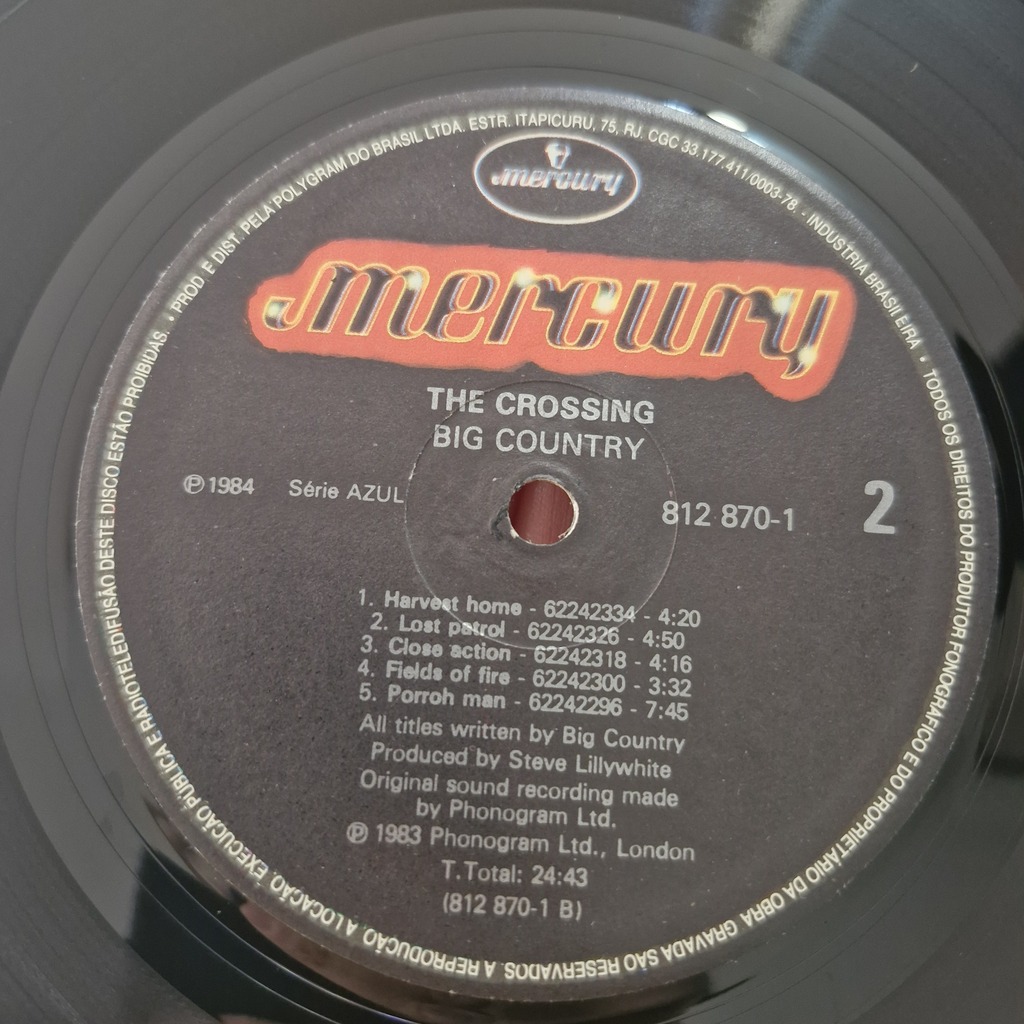 • PROD. E DIST. PELA POLYGRAM DO BRASIL LTDA. ESTR. ITAPICURU, 75, RJ. CGC 33.177.411.0003-78. - INDUSTRIA BRASILEIRA • TODOS OS DIREITOS DO PRODUTOR FONOGRAFICO E DO PROPRIETARIO DA OBRA GRAVADA SÃO RESERVADOS. A REPRODUÇÃO, A LOCAÇÃO, EXECUÇÃO PÚBLICA E RADIOTELEDIFUSÃO DESTE DISCO ESTÃO PROIBIDAS.
mercury
mercury
THE CROSSING
BIG COUNTRY
℗ 1984 Série AZUL
812 870-1 2
1. Harvest home - 62242334 - 4:20
2. Lost patrol - 62242326 - 4:50
3. Close action - 62242318 - 4:16
4. Fields of fire - 62242300 - 3:32
5. Porroh man - 62242296 - 7:45
All titles written by Big Country
Produced by Steve Lillywhite
Original sound recording made
by Phonogram Ltd.
℗ 1983 Phonogram Ltd., London
T.Total: 24:43
(812 870-1 B)